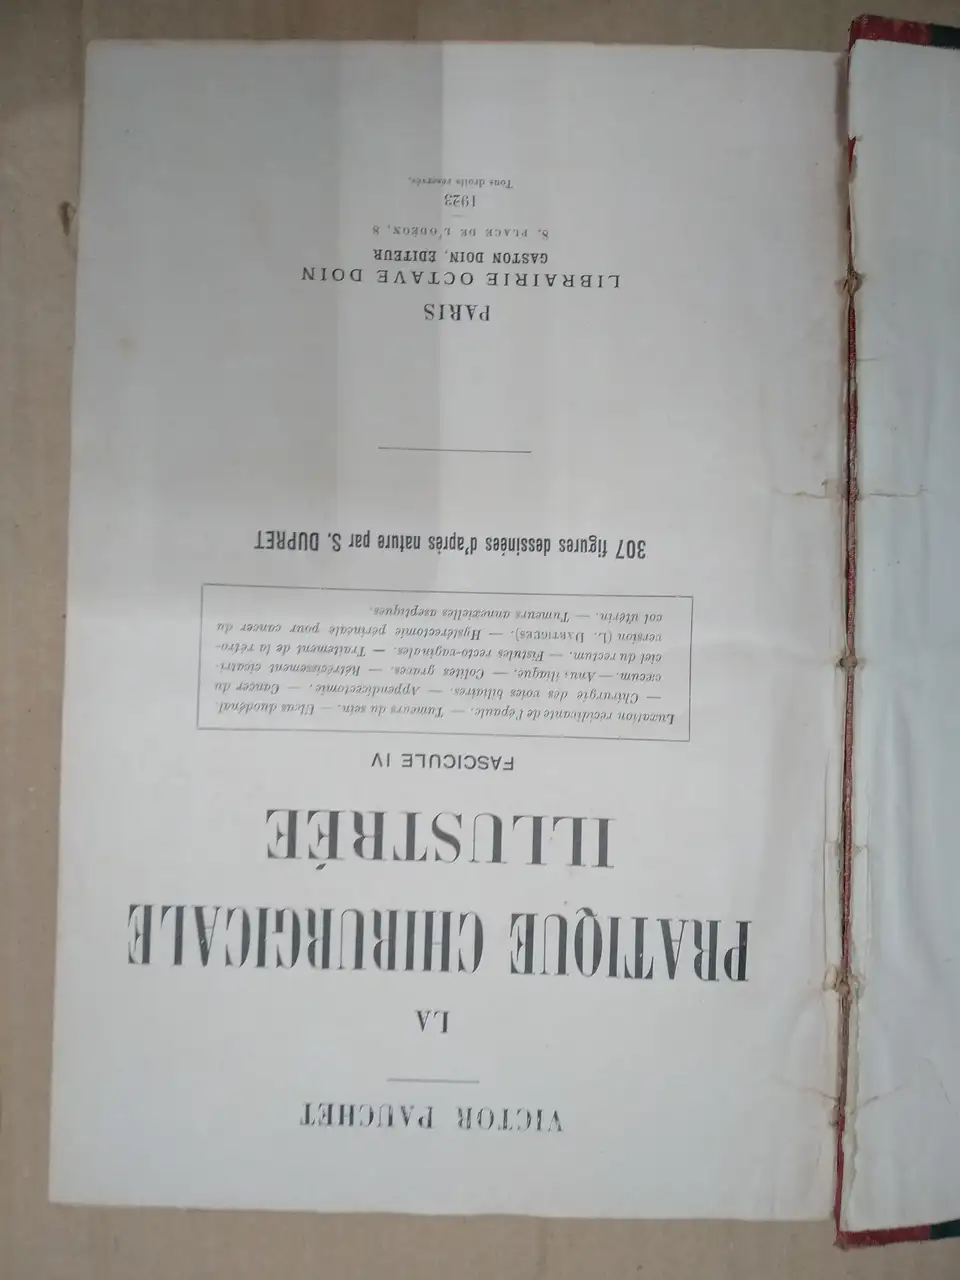 VICTOR PAUCHET
LA
PRATIQUE CHIRURGICALE
ILLUSTRÉE
FASCICULE IV
Luxation récidivante de l'épaule. — Tumeurs du sein. — Ulcus duodénal.
— Chirurgie des voies biliaires. — Appendicectomie. — Cancer du
cæcum. — Anus iliaque. — Colites graves. — Rétrécissement cicatri-
ciel du rectum. — Fistules recto-vaginales. — Traitement de la rétro-
version (L. DARTIGUES). — Hystérectomie périnéale pour cancer du
col utérin. — Tumeurs annexielles aseptiques.
307 figures dessinées d'après nature par S. DUPRET
PARIS
LIBRAIRIE OCTAVE DOIN
GASTON DOIN, EDITEUR
8, PLACE DE L'ODÉON, 8
1923
Tous droits réservés.